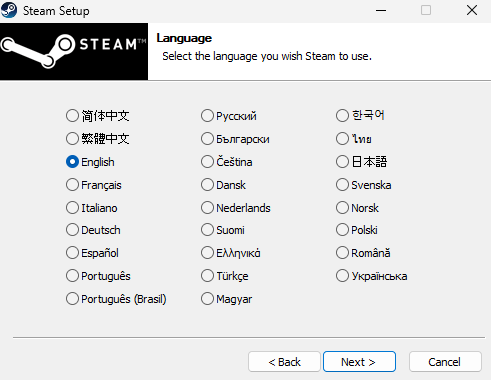 Steam Setup
STEAM™
Language
Select the language you wish Steam to use.
简体中文
Русский
한국어
繁體中文
Български
ไทย
English
Čeština
日本語
Français
Dansk
Svenska
Italiano
Nederlands
Norsk
Deutsch
Suomi
Polski
Español
Ελληνικά
Română
Português
Türkçe
Українська
Português (Brasil)
Magyar
< Back
Next >
Cancel